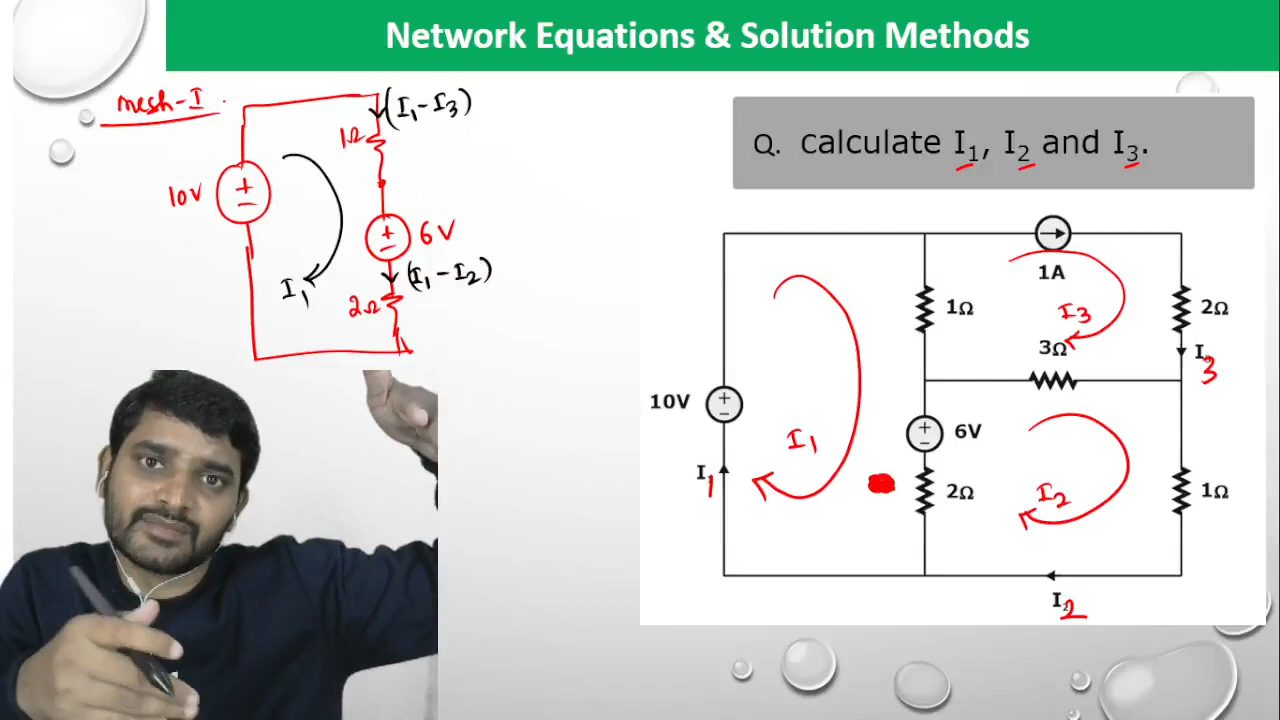 Network Equations & Solution Methods
mesh-I
(I₁-I₃)
1Ω
10V
6V
I₁
(I₁-I₂)
2Ω
Q. calculate I₁, I₂ and I₃.
1A
1Ω
I₃
2Ω
3Ω
I₃
10V
6V
I₁
I₁
2Ω
I₂
1Ω
I₂